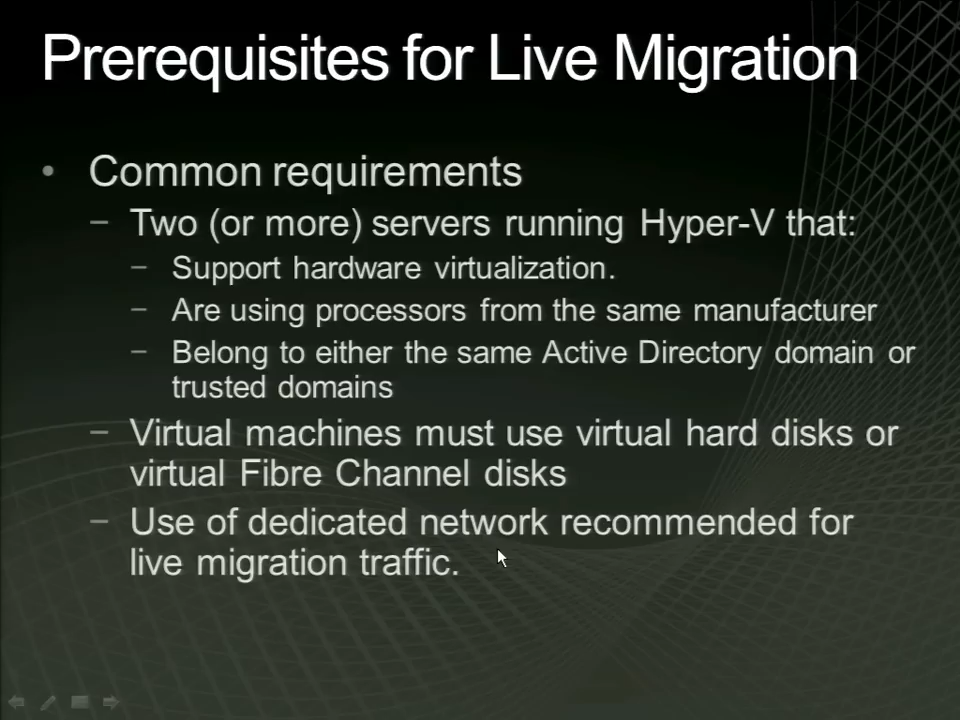 Prerequisites for Live Migration
• Common requirements
− Two (or more) servers running Hyper-V that:
− Support hardware virtualization.
− Are using processors from the same manufacturer
− Belong to either the same Active Directory domain or
trusted domains
− Virtual machines must use virtual hard disks or
virtual Fibre Channel disks
− Use of dedicated network recommended for
live migration traffic.